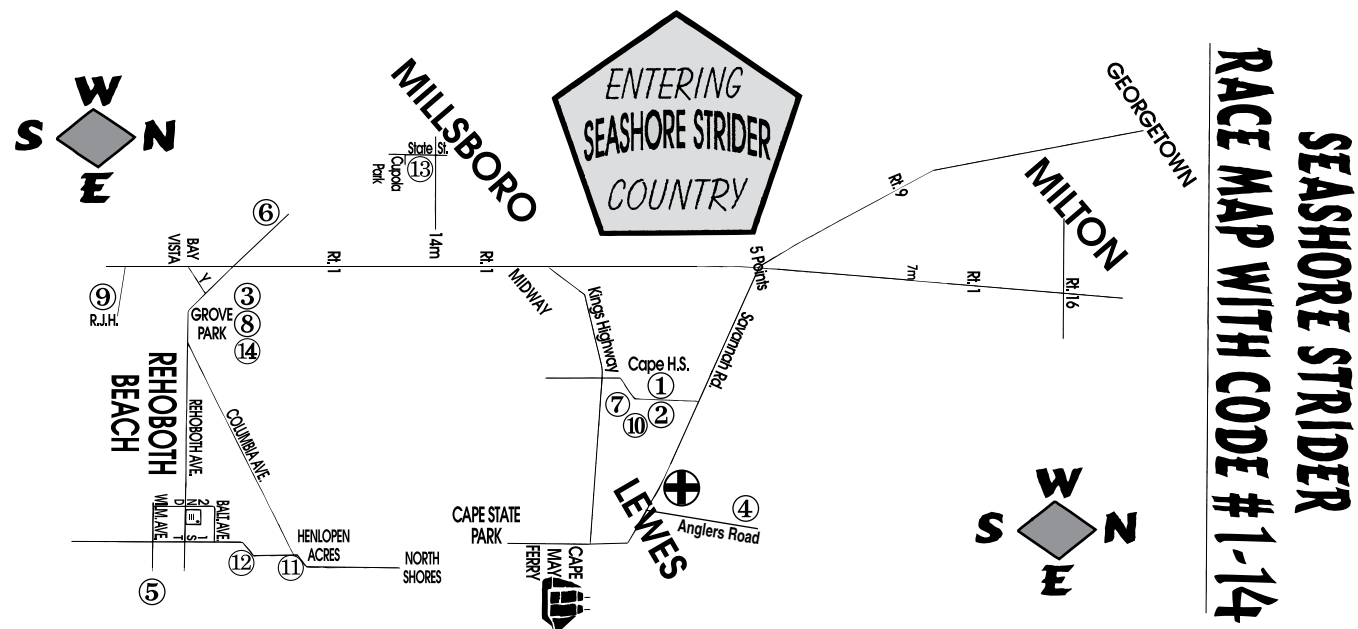 SEASHORE STRIDER
RACE MAP WITH CODE #1-14
ENTERING
SEASHORE STRIDER
COUNTRY
W
S N
E
MILLSBORO
State St.
13
Cupola
Park
14m
GEORGETOWN
MILTON
Rt. 9
6
BAY
VISTA
Y
Rt. 1
Rt. 1
MIDWAY
5 Points
7m
Rt. 1
Rt. 16
9
R.J.H.
GROVE
PARK
3
8
14
Kings Highway
Savannah Rd.
Cape H.S.
1
7
2
10
REHOBOTH
BEACH
REHOBOTH AVE.
COLUMBIA AVE.
WILM. AVE
2
N
D
BALT. AVE
1
S
T
5
12
11
HENLOPEN
ACRES
NORTH
SHORES
CAPE STATE
PARK
LEWES
4
Anglers Road
CAPE
MAY
FERRY
W
S N
E